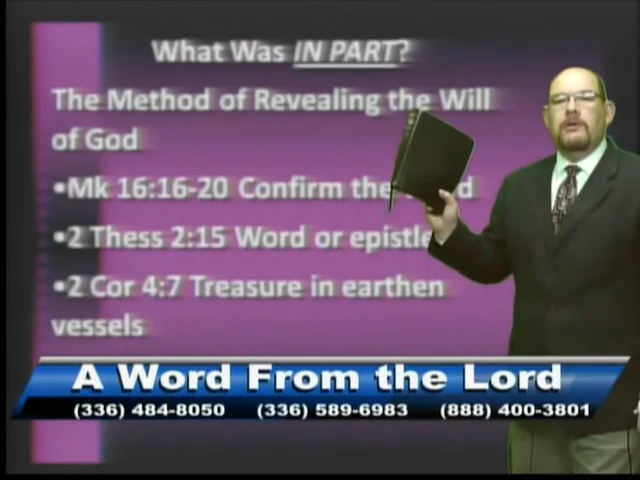 What Was IN PART?
The Method of Revealing the Will
of God
•Mk 16:16-20 Confirm the
•2 Thess 2:15 Word or epistle
•2 Cor 4:7 Treasure in earthen
vessels
A Word From the Lord
(336) 484-8050 (336) 589-6983 (888) 400-3801